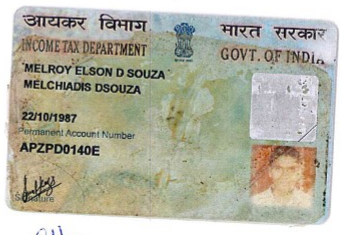 आयकर विभाग भारत सरकार
INCOME TAX DEPARTMENT GOVT. OF INDIA
MELROY ELSON D SOUZA
MELCHIADIS DSOUZA
22/10/1987
Permanent Account Number
APZPD0140E
Signature